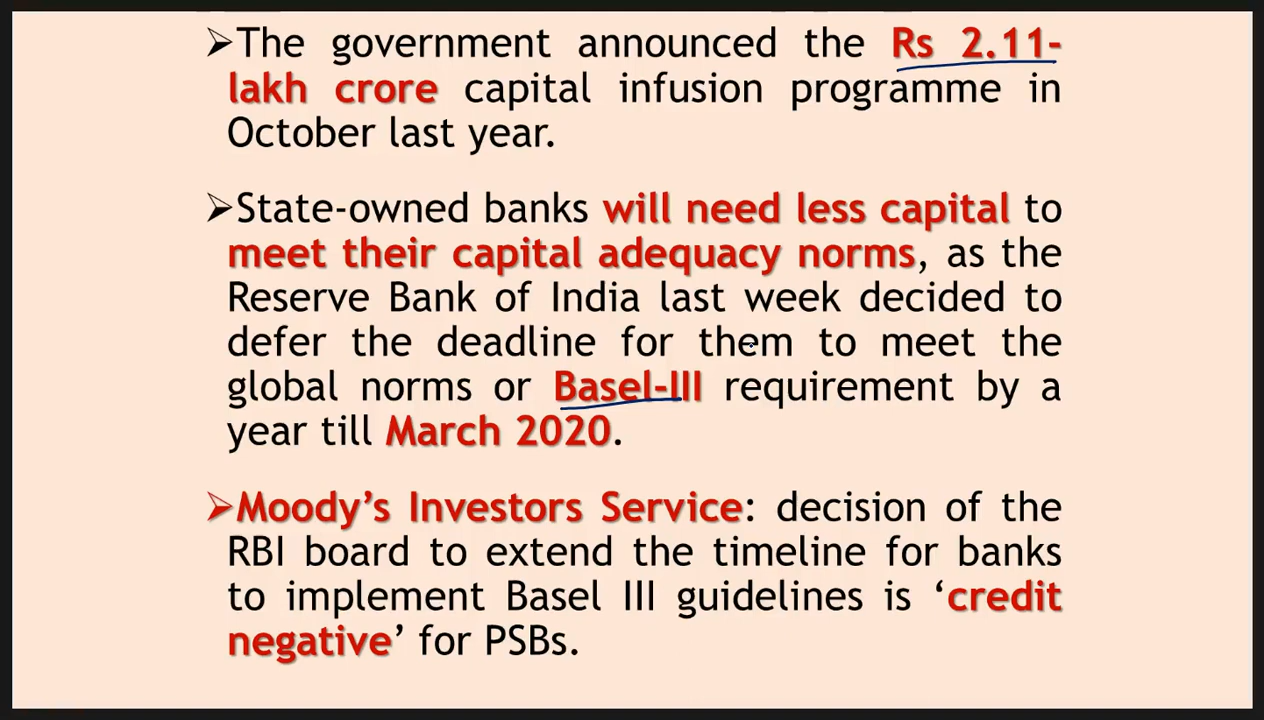 ➢The government announced the Rs 2.11-
lakh crore capital infusion programme in
October last year.
➢State-owned banks will need less capital to
meet their capital adequacy norms, as the
Reserve Bank of India last week decided to
defer the deadline for them to meet the
global norms or Basel-III requirement by a
year till March 2020.
➢Moody’s Investors Service: decision of the
RBI board to extend the timeline for banks
to implement Basel III guidelines is ‘credit
negative’ for PSBs.